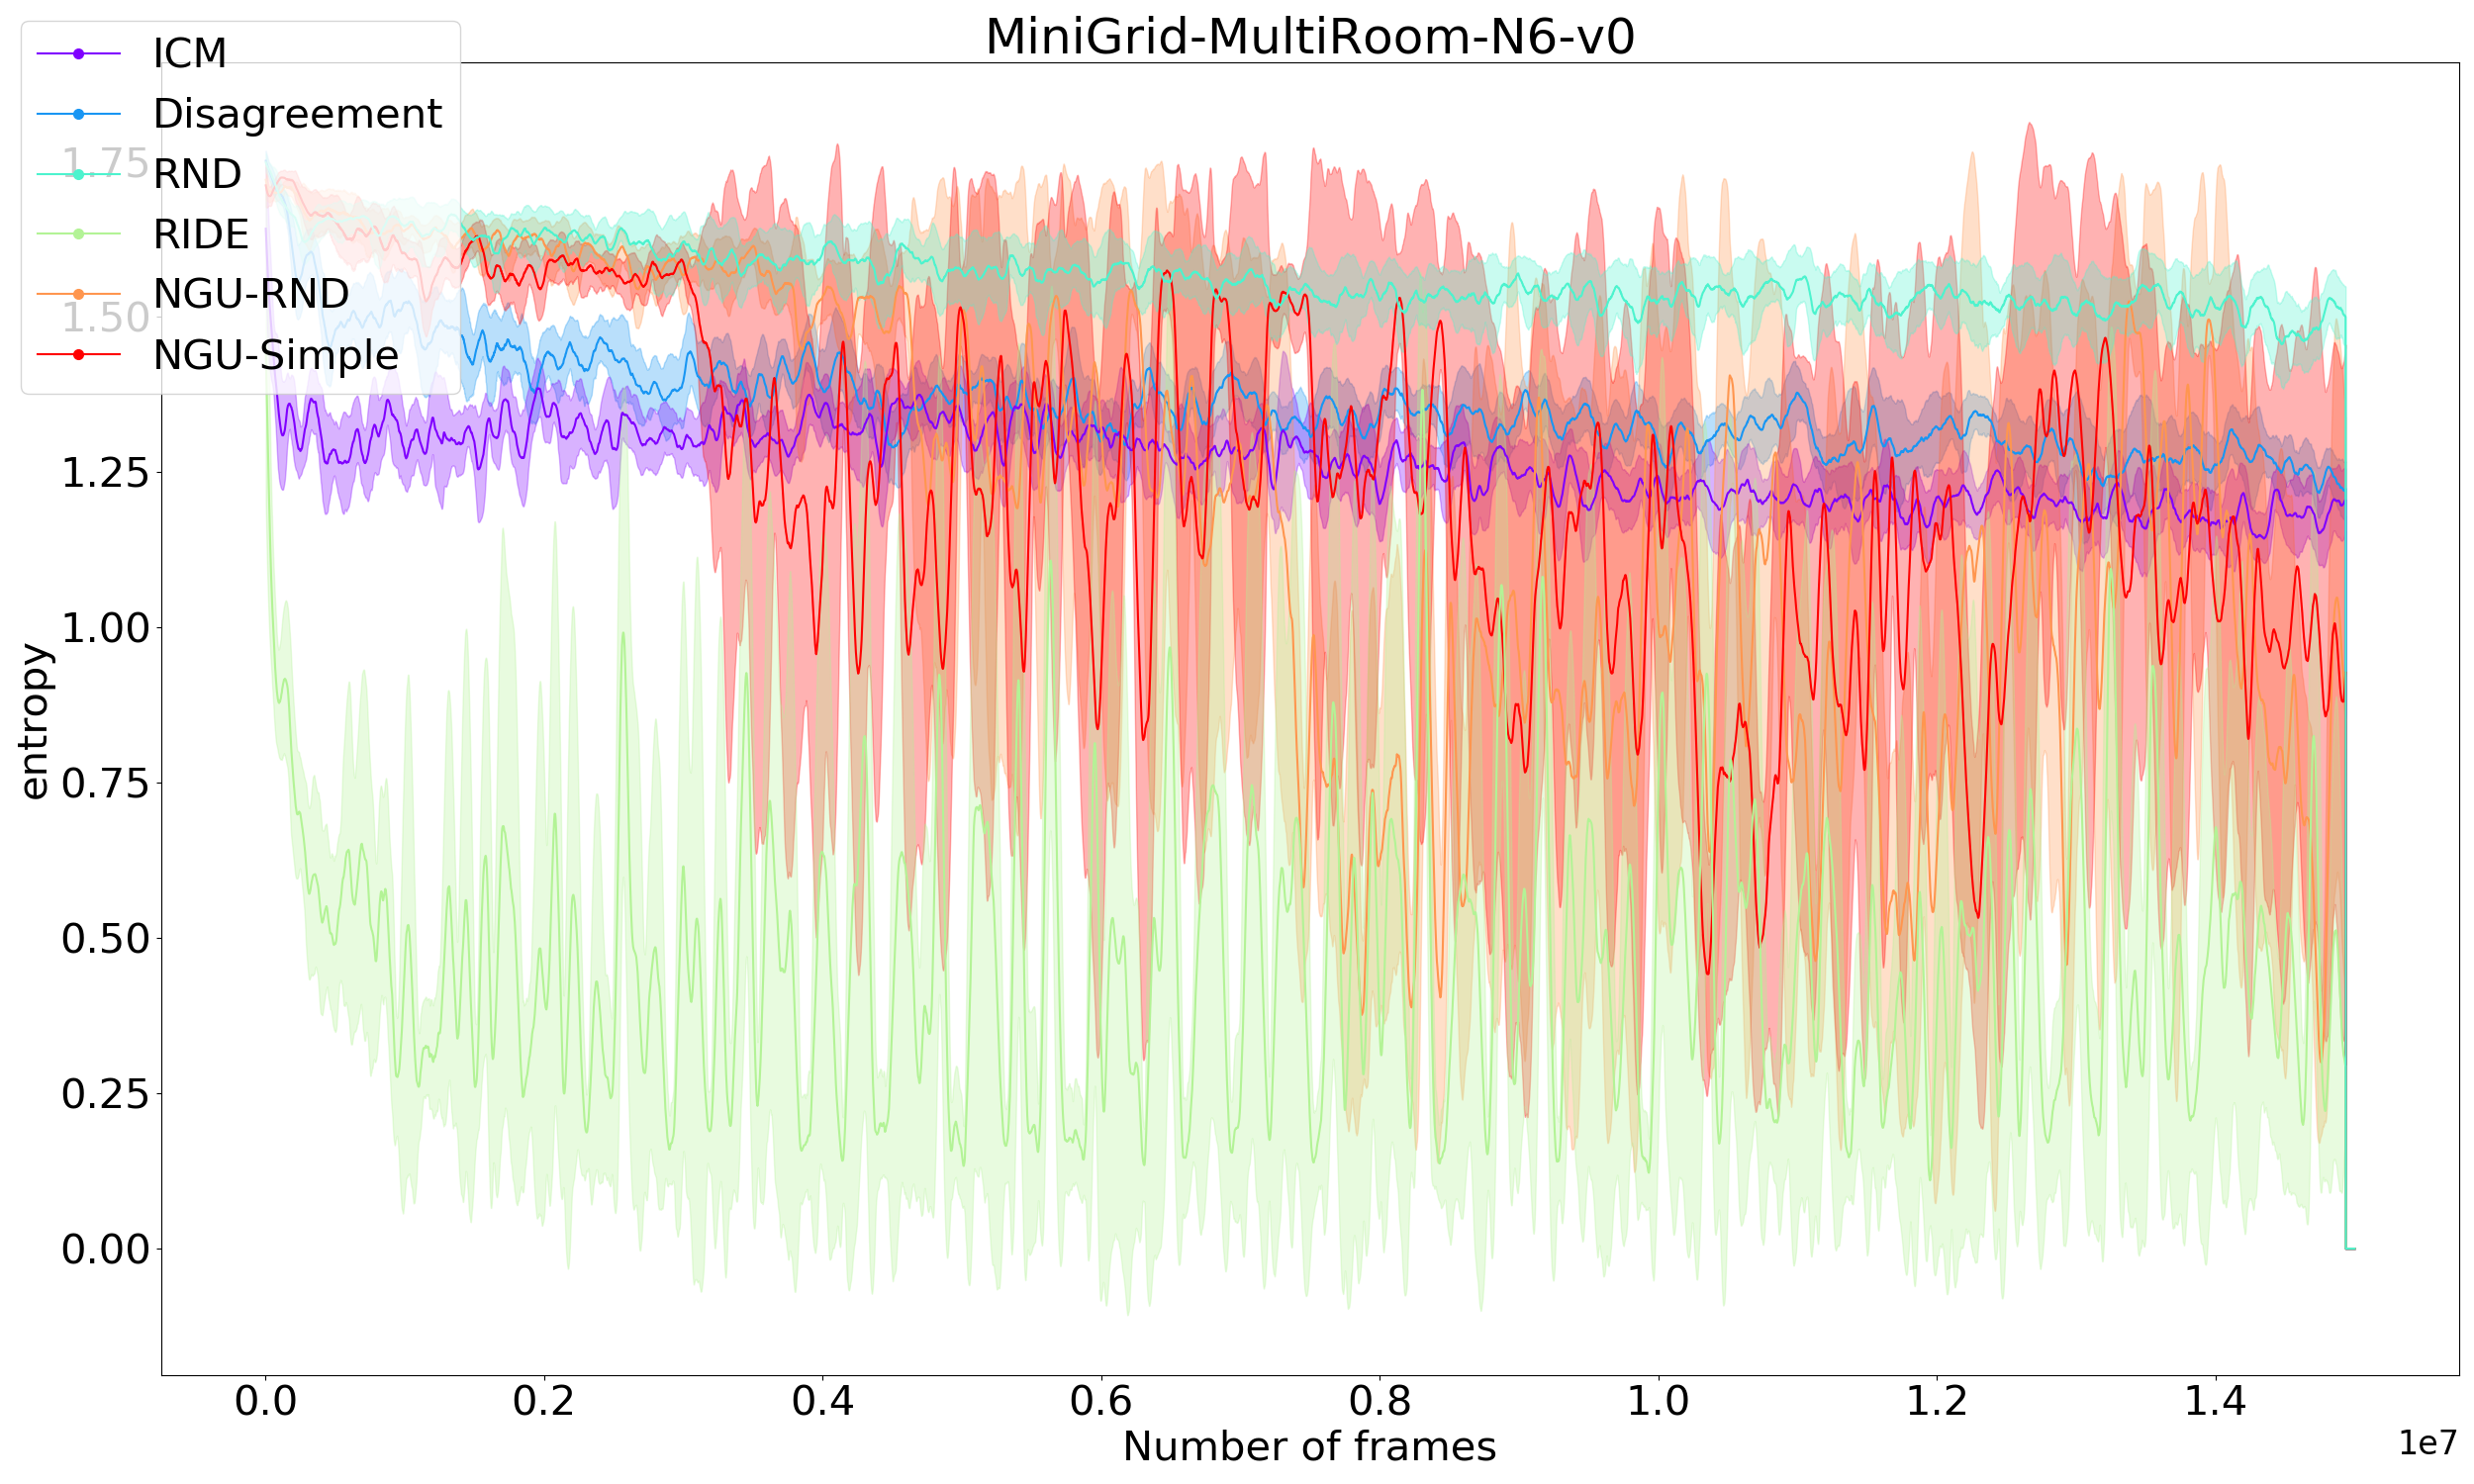 MiniGrid-MultiRoom-N6-v0
ICM
Disagreement
RND
RIDE
NGU-RND
NGU-Simple
entropy
1.75
1.50
1.25
1.00
0.75
0.50
0.25
0.00
0.0 0.2 0.4 0.6 0.8 1.0 1.2 1.4
1e7
Number of frames